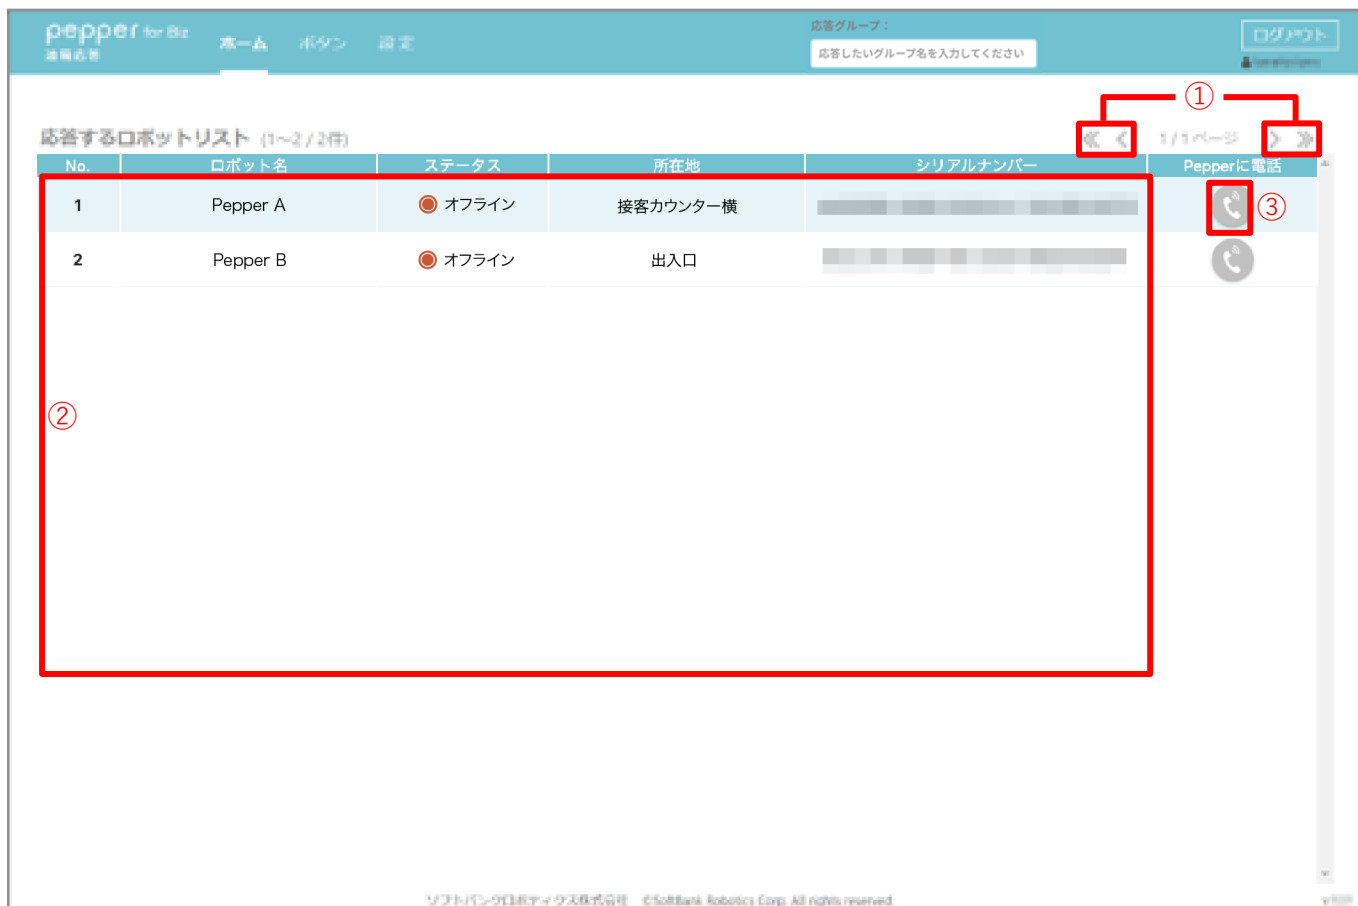 pepper for Biz
遠隔応答
ホーム ボタン 設定
応答グループ：
応答したいグループ名を入力してください
ログアウト
①
応答するロボットリスト (1〜2 / 2件)
≪ ＜ 1 / 1 ページ ＞ ≫
No. ロボット名 ステータス 所在地 シリアルナンバー Pepperに電話
1 Pepper A オフライン 接客カウンター横
③
2 Pepper B オフライン 出入口
②
ソフトバンクロボティクス株式会社 ©SoftBank Robotics Corp. All rights reserved.